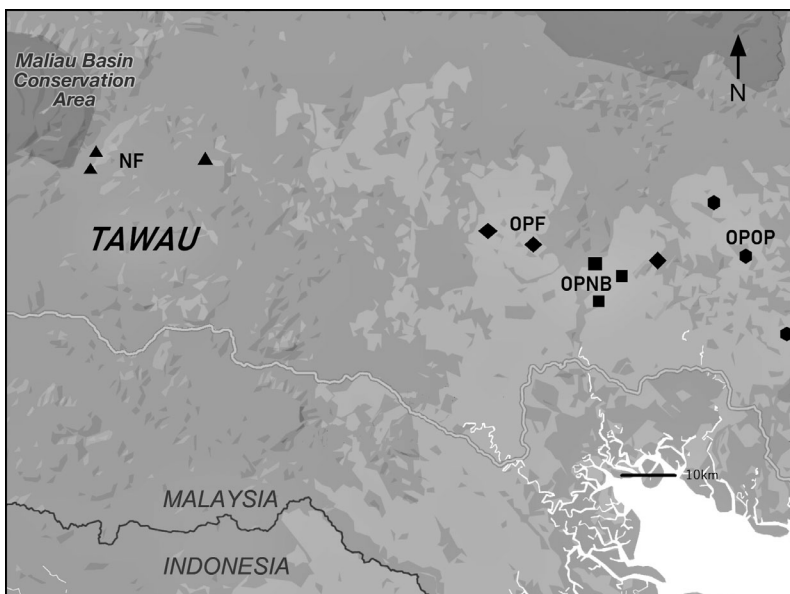 Maliau Basin
Conservation
Area
N
NF
TAWAU
OPF
OPOP
OPNB
10km
MALAYSIA
INDONESIA